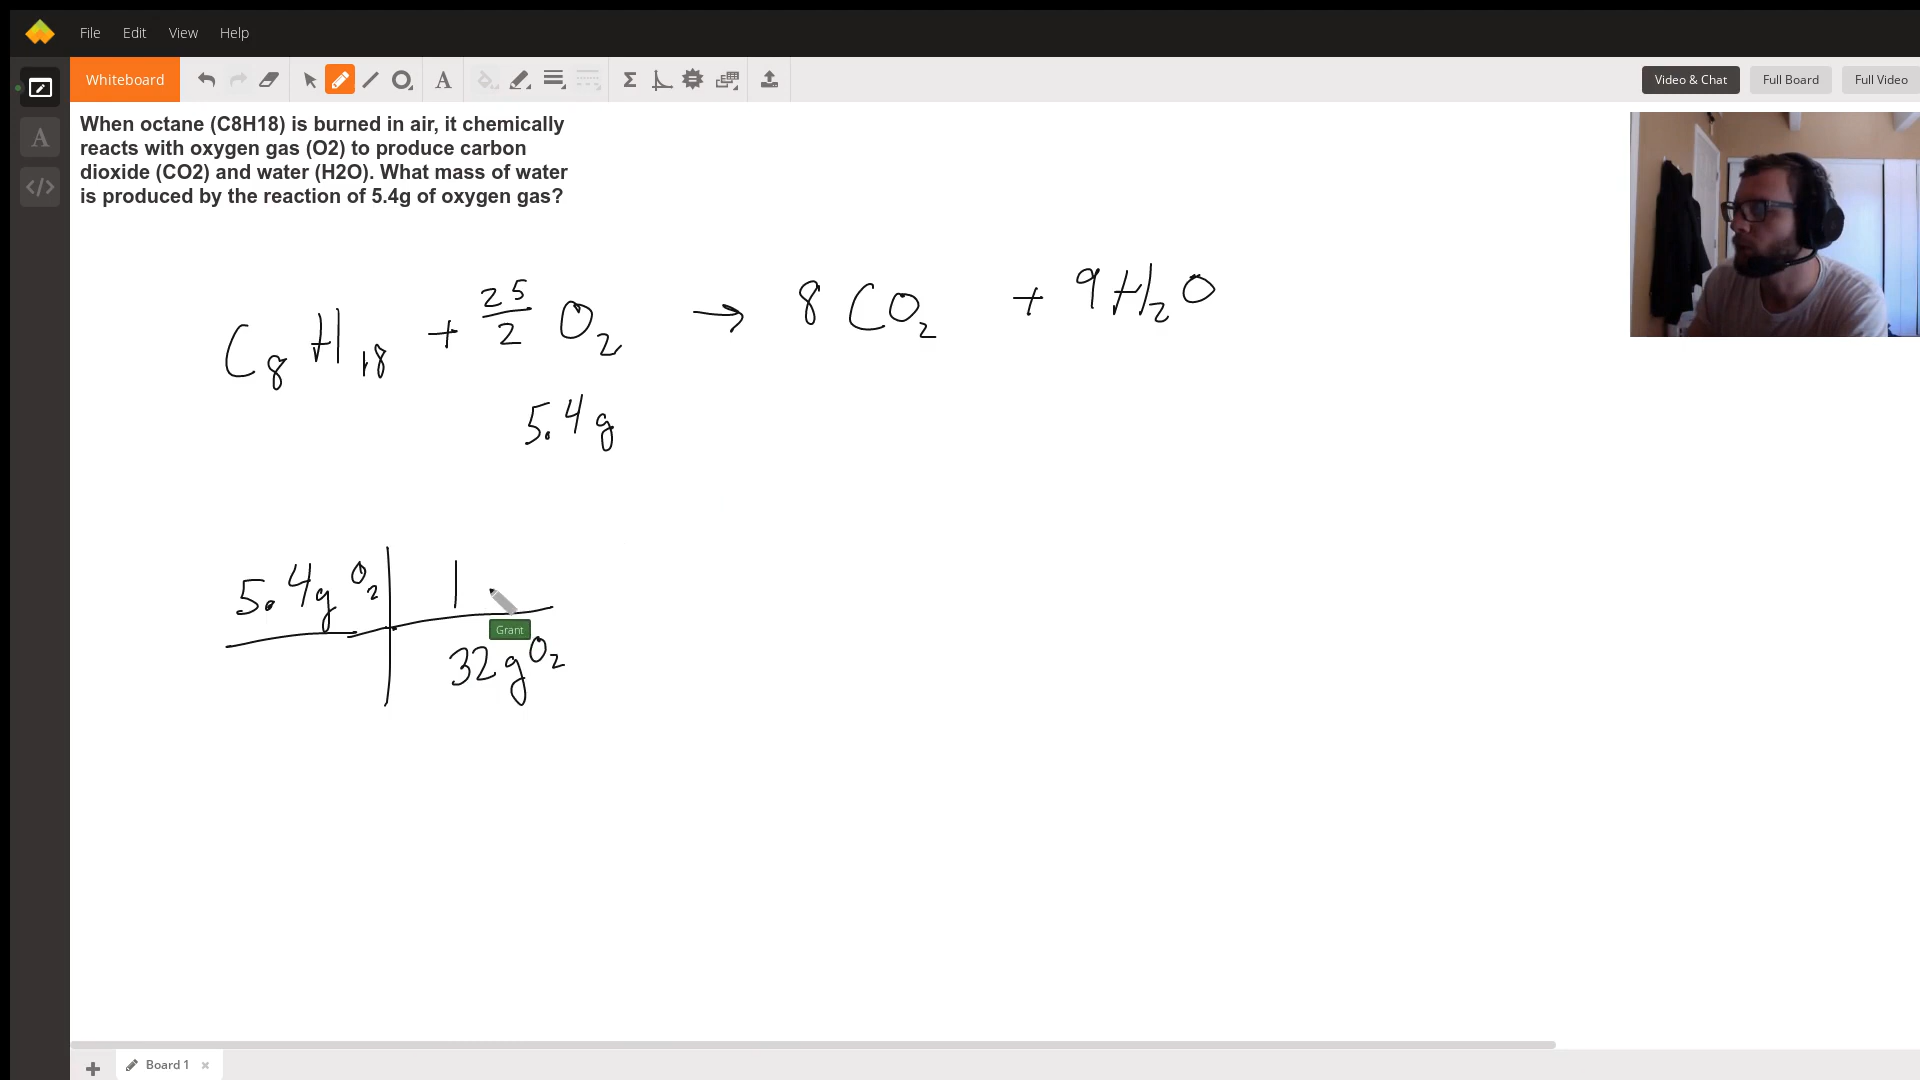 File Edit View Help
Whiteboard A Σ Video & Chat Full Board Full Video
A
</>
When octane (C8H18) is burned in air, it chemically
reacts with oxygen gas (O2) to produce carbon
dioxide (CO2) and water (H2O). What mass of water
is produced by the reaction of 5.4g of oxygen gas?
C₈H₁₈ + 25/2 O₂ → 8 CO₂ + 9 H₂O
5.4 g
5.4 g O₂ | 1
Grant
32 g O₂
Board 1